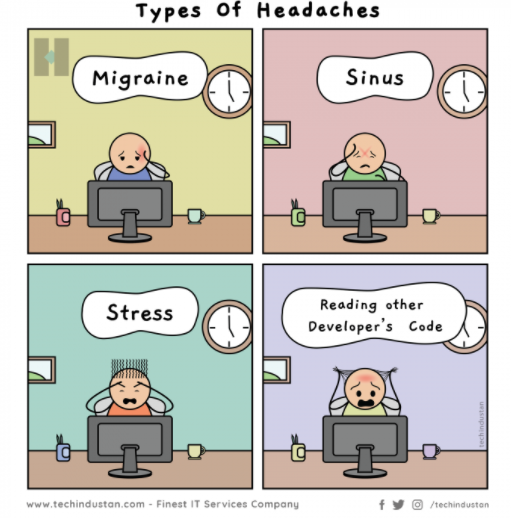 Types Of Headaches
Migraine
Sinus
Stress
Reading other
Developer's Code
techindustan
www.techindustan.com - Finest IT Services Company
/techindustan